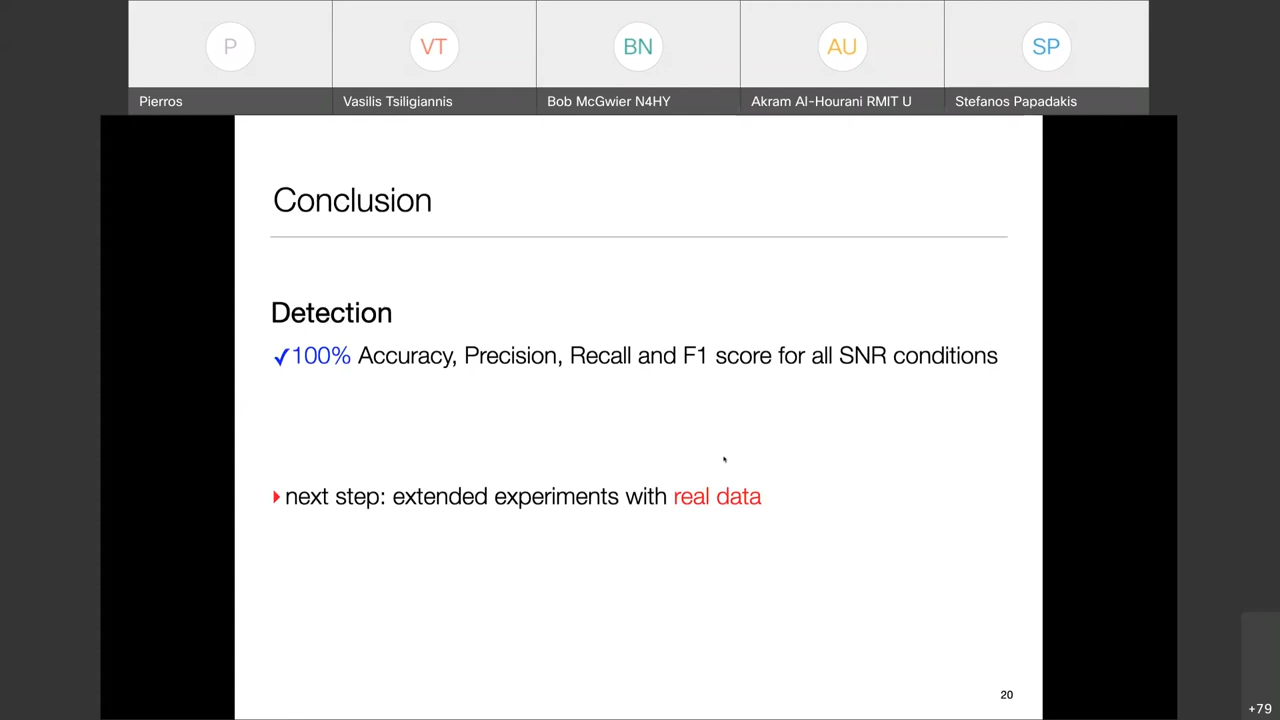 P
VT
BN
AU
SP
Pierros
Vasilis Tsiligiannis
Bob McGwier N4HY
Akram Al-Hourani RMIT U
Stefanos Papadakis
Conclusion
Detection
✓100% Accuracy, Precision, Recall and F1 score for all SNR conditions
next step: extended experiments with real data
20
+79